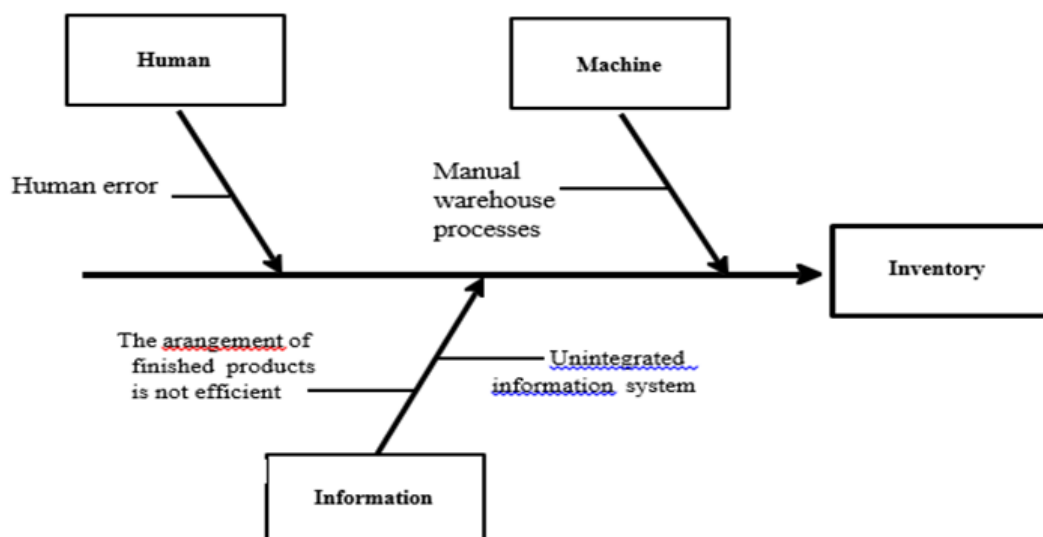 Human
Machine
Human error
Manual
warehouse
processes
Inventory
The arangement of
finished products
is not efficient
Unintegrated
information system
Information